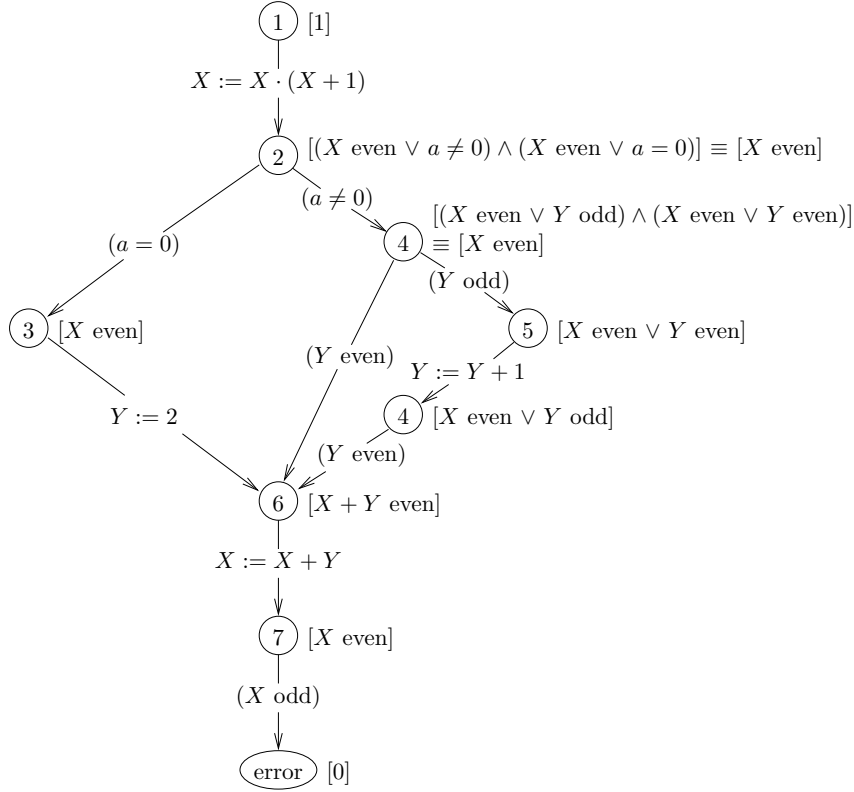 1 [1]
X := X · (X + 1)
2 [(X even ∨ a ≠ 0) ∧ (X even ∨ a = 0)] ≡ [X even]
(a ≠ 0)
[(X even ∨ Y odd) ∧ (X even ∨ Y even)]
(a = 0) 4 ≡ [X even]
(Y odd)
3 [X even] 5 [X even ∨ Y even]
(Y even) Y := Y + 1
Y := 2 4 [X even ∨ Y odd]
(Y even)
6 [X + Y even]
X := X + Y
7 [X even]
(X odd)
error [0]